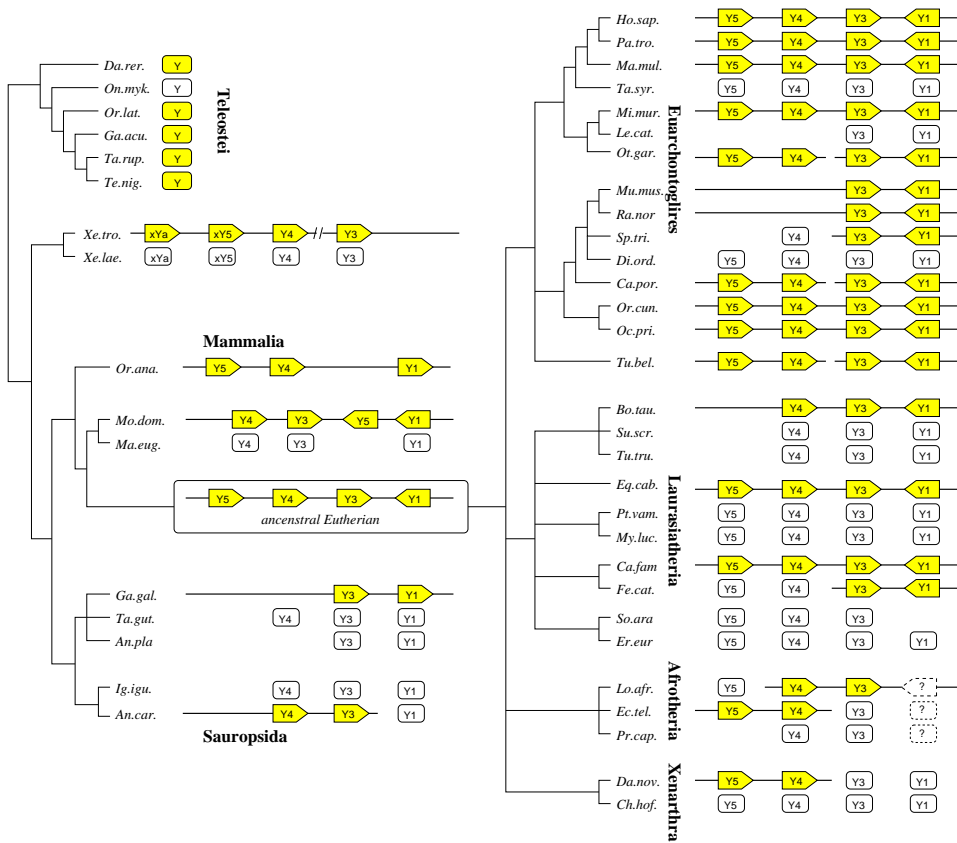 Da.rer. Y
On.myk. Y
Or.lat. Y
Ga.acu. Y
Ta.rup. Y
Te.nig. Y
Teleostei
Xe.tro. xYa xY5 Y4 // Y3
Xe.lae. xYa xY5 Y4 Y3
Mammalia
Or.ana. Y5 Y4 Y1
Mo.dom. Y4 Y3 Y5 Y1
Ma.eug. Y4 Y3 Y1
Y5 Y4 Y3 Y1
ancenstral Eutherian
Ga.gal. Y3 Y1
Ta.gut. Y4 Y3 Y1
An.pla Y3 Y1
Ig.igu. Y4 Y3 Y1
An.car. Y4 Y3 Y1
Sauropsida
Ho.sap. Y5 Y4 Y3 Y1
Pa.tro. Y5 Y4 Y3 Y1
Ma.mul. Y5 Y4 Y3 Y1
Ta.syr. Y5 Y4 Y3 Y1
Mi.mur. Y5 Y4 Y3 Y1
Le.cat. Y3 Y1
Ot.gar. Y5 Y4 Y3 Y1
Mu.mus. Y3 Y1
Ra.nor Y3 Y1
Sp.tri. Y4 Y3 Y1
Di.ord. Y5 Y4 Y3 Y1
Ca.por. Y5 Y4 Y3 Y1
Or.cun. Y5 Y4 Y3 Y1
Oc.pri. Y5 Y4 Y3 Y1
Tu.bel. Y5 Y4 Y3 Y1
Euarchontoglires
Bo.tau. Y4 Y3 Y1
Su.scr. Y4 Y3 Y1
Tu.tru. Y4 Y3 Y1
Eq.cab. Y5 Y4 Y3 Y1
Pt.vam. Y5 Y4 Y3 Y1
My.luc. Y5 Y4 Y3 Y1
Ca.fam Y5 Y4 Y3 Y1
Fe.cat. Y5 Y4 Y3 Y1
So.ara Y5 Y4 Y3
Er.eur Y5 Y4 Y3 Y1
Laurasiatheria
Lo.afr. Y5 Y4 Y3 ?
Ec.tel. Y5 Y4 Y3 ?
Pr.cap. Y4 Y3 ?
Afrotheria
Da.nov. Y5 Y4 Y3 Y1
Ch.hof. Y5 Y4 Y3 Y1
Xenarthra